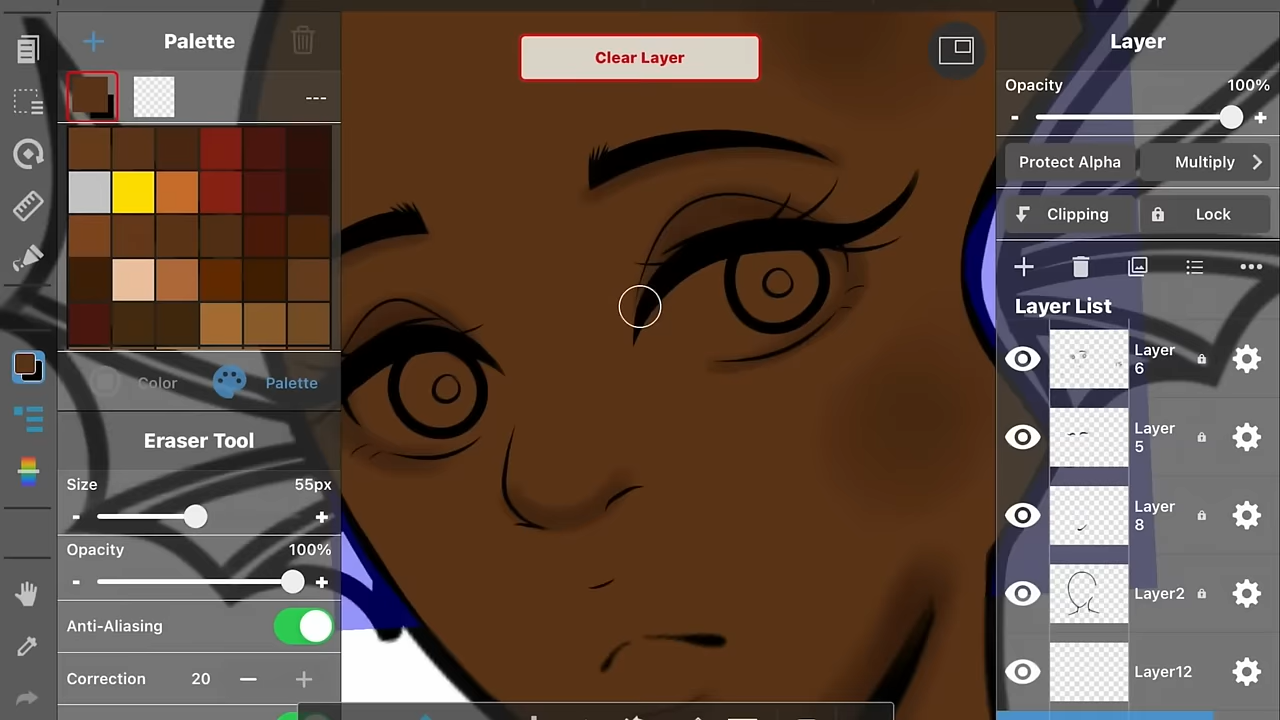 Palette
---
Color
Palette
Eraser Tool
Size
55px
-
+
Opacity
100%
-
+
Anti-Aliasing
Correction
20
-
+
Clear Layer
Layer
Opacity
100%
-
+
Protect Alpha
Multiply
Clipping
Lock
Layer List
Layer
6
Layer
5
Layer
8
Layer2
Layer12